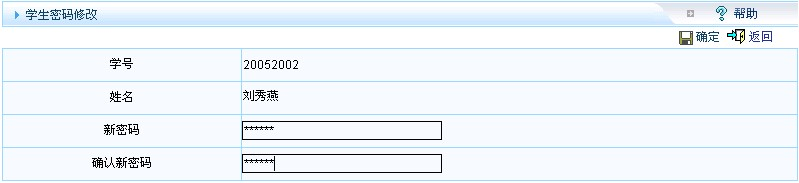 学生密码修改
帮助
确定 返回
学号 20052002
姓名 刘秀燕
新密码 ******
确认新密码 ******